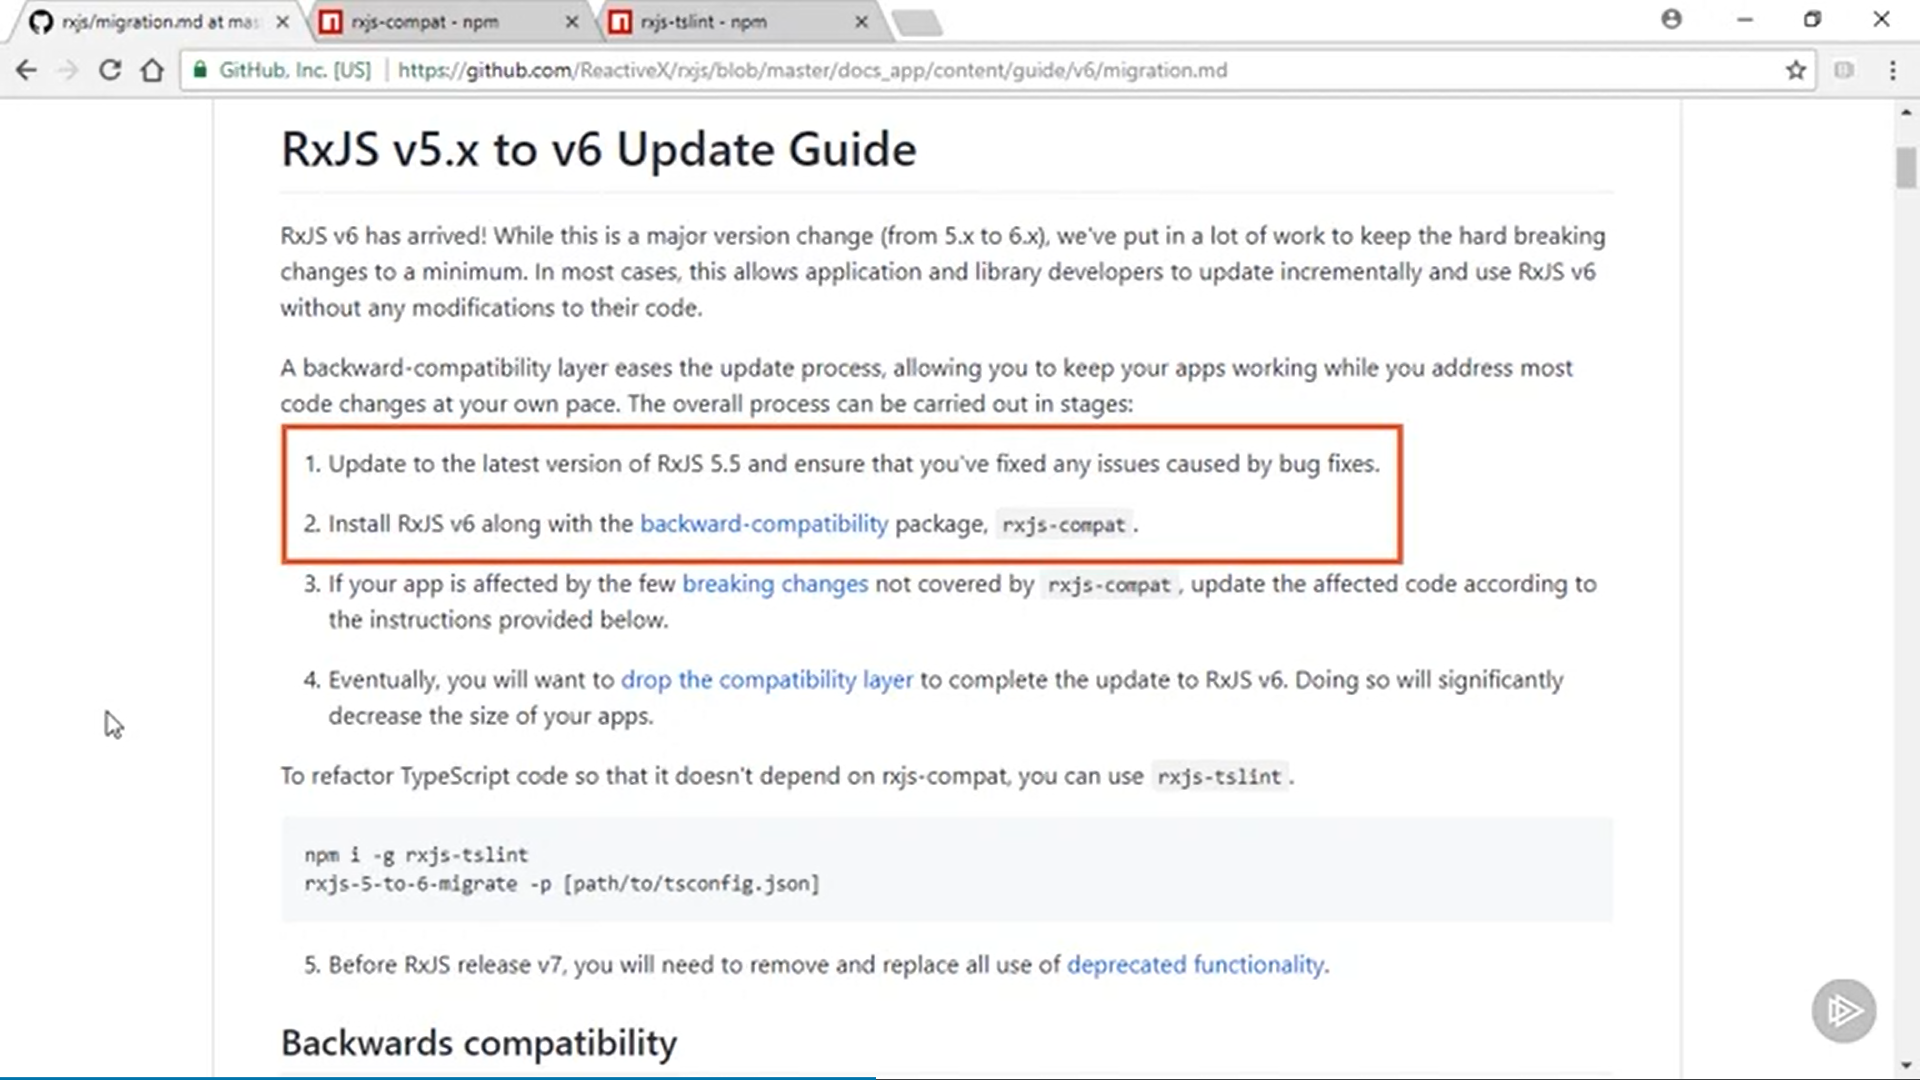 rxjs/migration.md at mas
rxjs-compat - npm
rxjs-tslint - npm
GitHub, Inc. [US]
https://github.com/ReactiveX/rxjs/blob/master/docs_app/content/guide/v6/migration.md
RxJS v5.x to v6 Update Guide
RxJS v6 has arrived! While this is a major version change (from 5.x to 6.x), we've put in a lot of work to keep the hard breaking
changes to a minimum. In most cases, this allows application and library developers to update incrementally and use RxJS v6
without any modifications to their code.
A backward-compatibility layer eases the update process, allowing you to keep your apps working while you address most
code changes at your own pace. The overall process can be carried out in stages:
1. Update to the latest version of RxJS 5.5 and ensure that you've fixed any issues caused by bug fixes.
2. Install RxJS v6 along with the backward-compatibility package, rxjs-compat.
3. If your app is affected by the few breaking changes not covered by rxjs-compat, update the affected code according to
the instructions provided below.
4. Eventually, you will want to drop the compatibility layer to complete the update to RxJS v6. Doing so will significantly
decrease the size of your apps.
To refactor TypeScript code so that it doesn't depend on rxjs-compat, you can use rxjs-tslint.
npm i -g rxjs-tslint
rxjs-5-to-6-migrate -p [path/to/tsconfig.json]
5. Before RxJS release v7, you will need to remove and replace all use of deprecated functionality.
Backwards compatibility